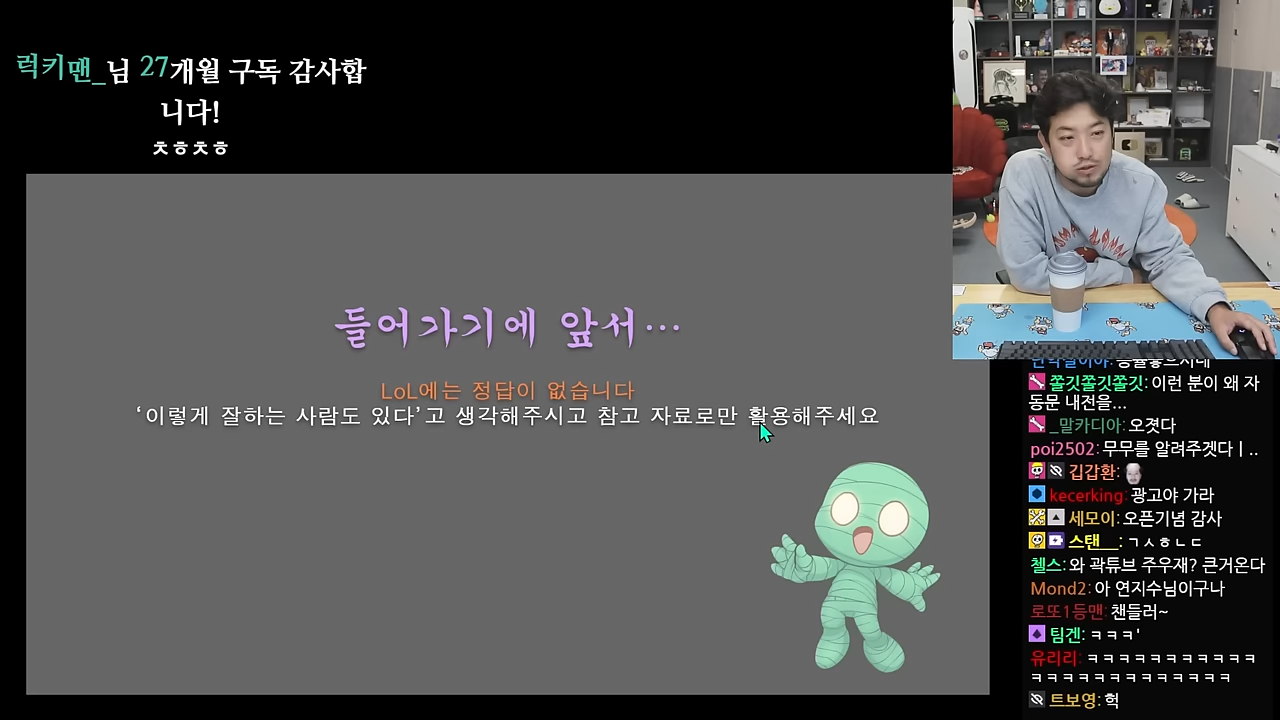 럭키맨_님 27개월 구독 감사합
니다!
ㅊㅎㅊㅎ
들어가기에 앞서...
LoL에는 정답이 없습니다
‘이렇게 잘하는 사람도 있다’고 생각해주시고 참고 자료로만 활용해주세요
쫄깃쫄깃쫄깃: 이런 분이 왜 자
동문 내전을...
_말카디아: 오졋다
poi2502: 무무를 알려주겟다ㅣ..
김갑환:
kecerking: 광고야 가라
세모이: 오픈기념 감사
스탠__: ㄱㅅㅎㄴㄷ
첼스: 와 곽튜브 주우재? 큰거온다
Mond2: 아 연지수님이구나
로또1등맨: 챈들러~
팀겐: ㅋㅋㅋ'
유리리: ㅋㅋㅋㅋㅋㅋㅋㅋㅋㅋㅋ
ㅋㅋㅋㅋㅋㅋㅋㅋㅋㅋㅋㅋㅋ
트보영: 헉